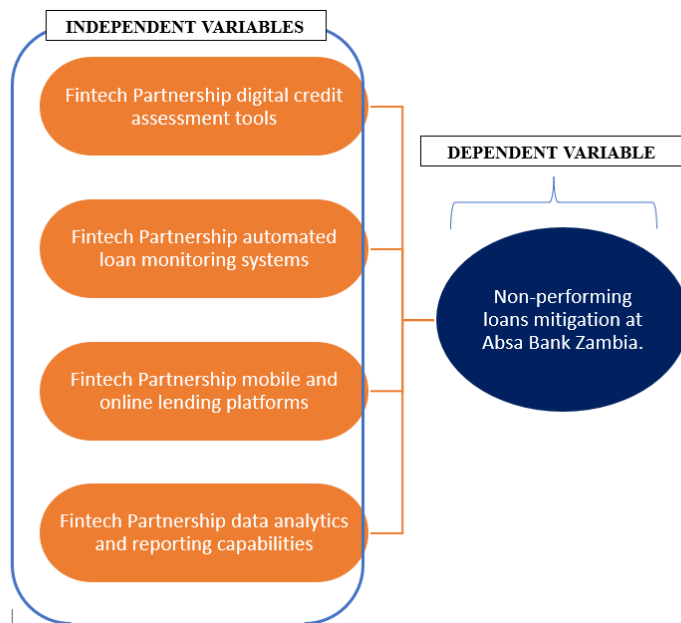 INDEPENDENT VARIABLES
Fintech Partnership digital credit
assessment tools
Fintech Partnership automated
loan monitoring systems
Fintech Partnership mobile and
online lending platforms
Fintech Partnership data analytics
and reporting capabilities
DEPENDENT VARIABLE
Non-performing
loans mitigation at
Absa Bank Zambia.